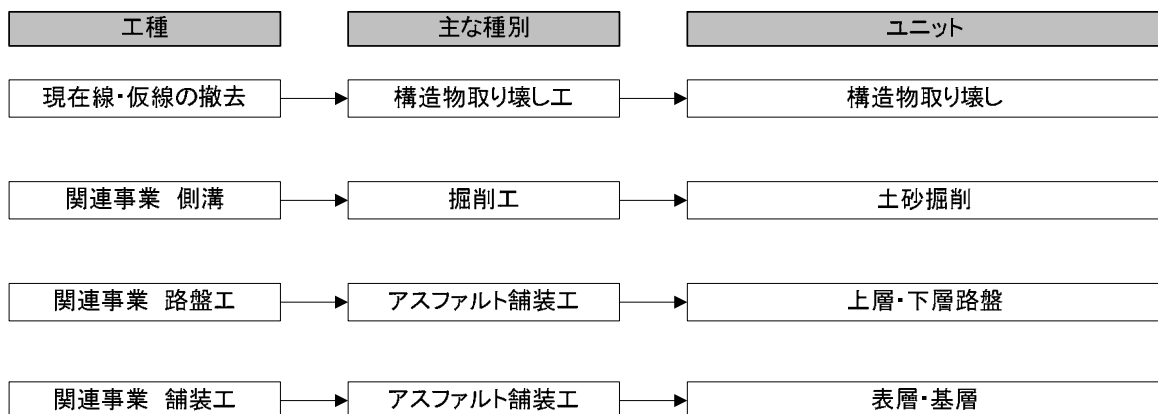 工種 主な種別 ユニット
現在線・仮線の撤去 構造物取り壊し工 構造物取り壊し
関連事業 側溝 掘削工 土砂掘削
関連事業 路盤工 アスファルト舗装工 上層・下層路盤
関連事業 舗装工 アスファルト舗装工 表層・基層